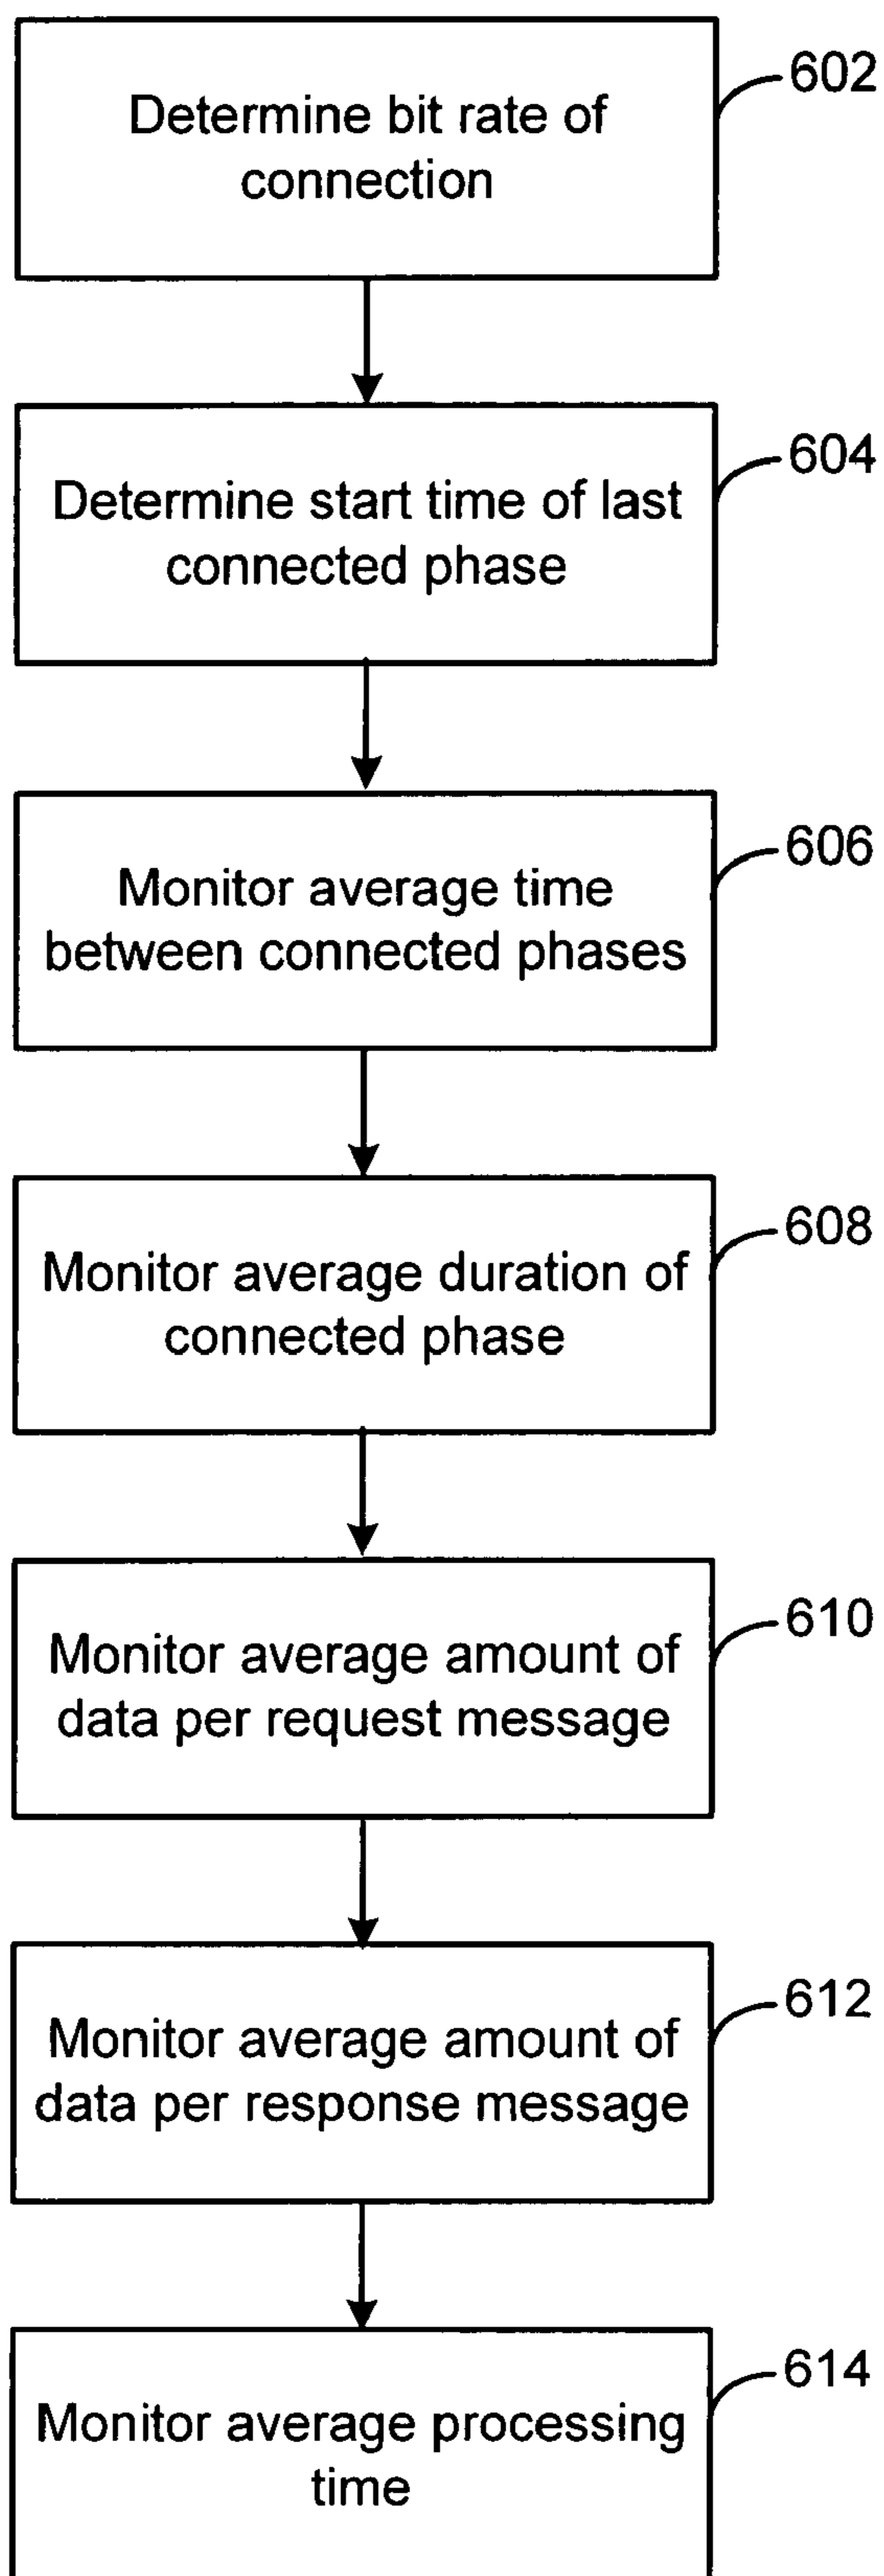 Determine bit rate of
connection
602
Determine start time of last
connected phase
604
Monitor average time
between connected phases
606
Monitor average duration of
connected phase
608
Monitor average amount of
data per request message
610
Monitor average amount of
data per response message
612
Monitor average processing
time
614